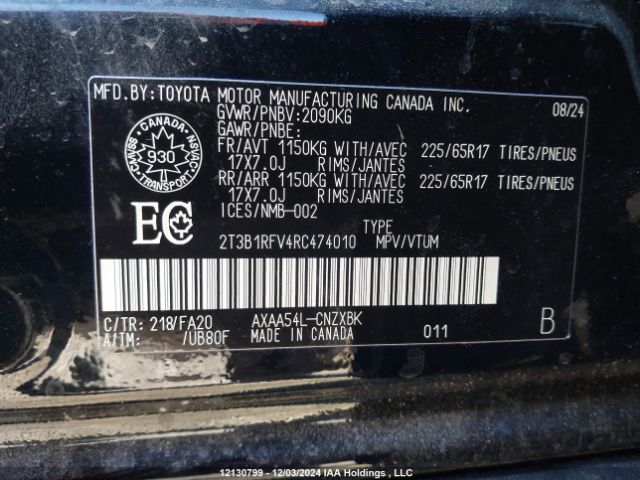 MFD.BY:TOYOTA MOTOR MANUFACTURING CANADA INC. 08/24
GVWR/PNBV:2090KG
GAWR/PNBE:
FR/AVT 1150KG WITH/AVEC 225/65R17 TIRES/PNEUS
17X7.0J RIMS/JANTES
RR/ARR 1150KG WITH/AVEC 225/65R17 TIRES/PNEUS
17X7.0J RIMS/JANTES
ICES/NMB-002
CANADA
CMVSS 930 NSVAC
TRANSPORT
EC
TYPE
2T3B1RFV4RC474010 MPV/VTUM
C/TR: 218/FA20 AXAA54L-CNZXBK
A/TM: /UB80F MADE IN CANADA 011 B
12130799 - 12/03/2024 IAA Holdings , LLC